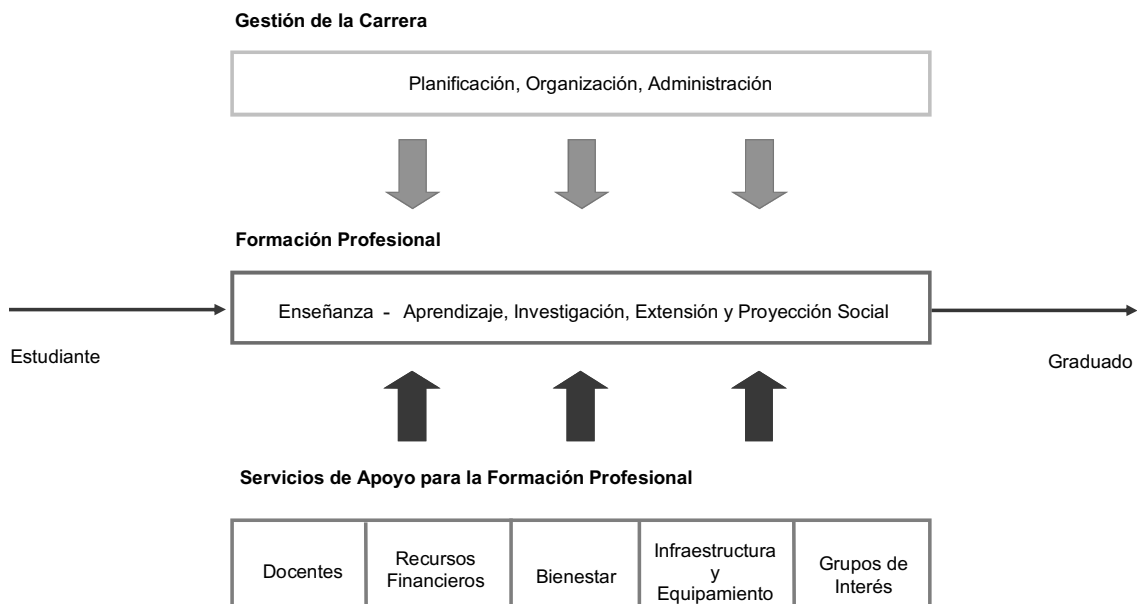 Gestión de la Carrera
Planificación, Organización, Administración
Formación Profesional
Enseñanza - Aprendizaje, Investigación, Extensión y Proyección Social
Estudiante
Graduado
Servicios de Apoyo para la Formación Profesional
Docentes
Recursos
Financieros
Bienestar
Infraestructura
y
Equipamiento
Grupos de
Interés